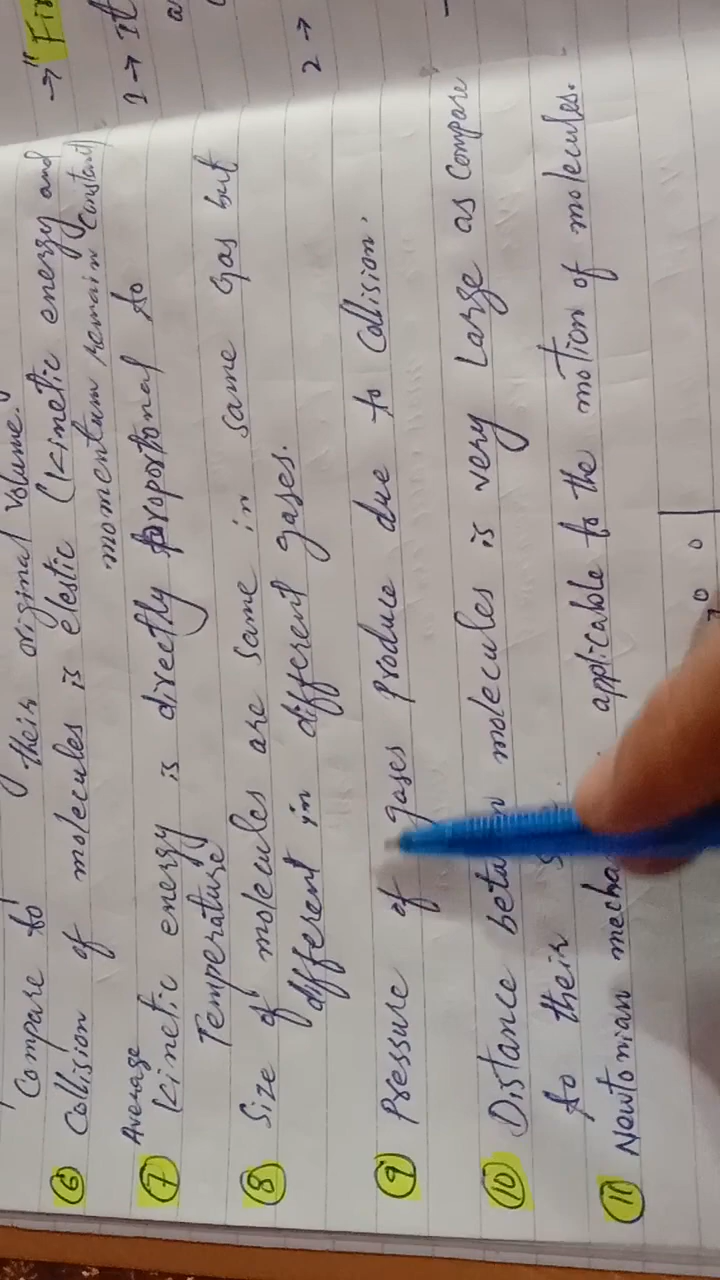 their original volume.
Compare to
⑥ Collision of molecules is elestic (Kinetic energy and
momentum remain constant)
Average
⑦ Kinetic energy is directly proportional to
Temperature
⑧ Size of molecules are same in same gas but
different in different gases.
⑨ Pressure of gases produce due to Collision.
⑩ Distance molecules is very Large as Compare
to their
⑪ Newtonian applicable to the motion of molecules.
→ "Fir
1 → It
a
2 →